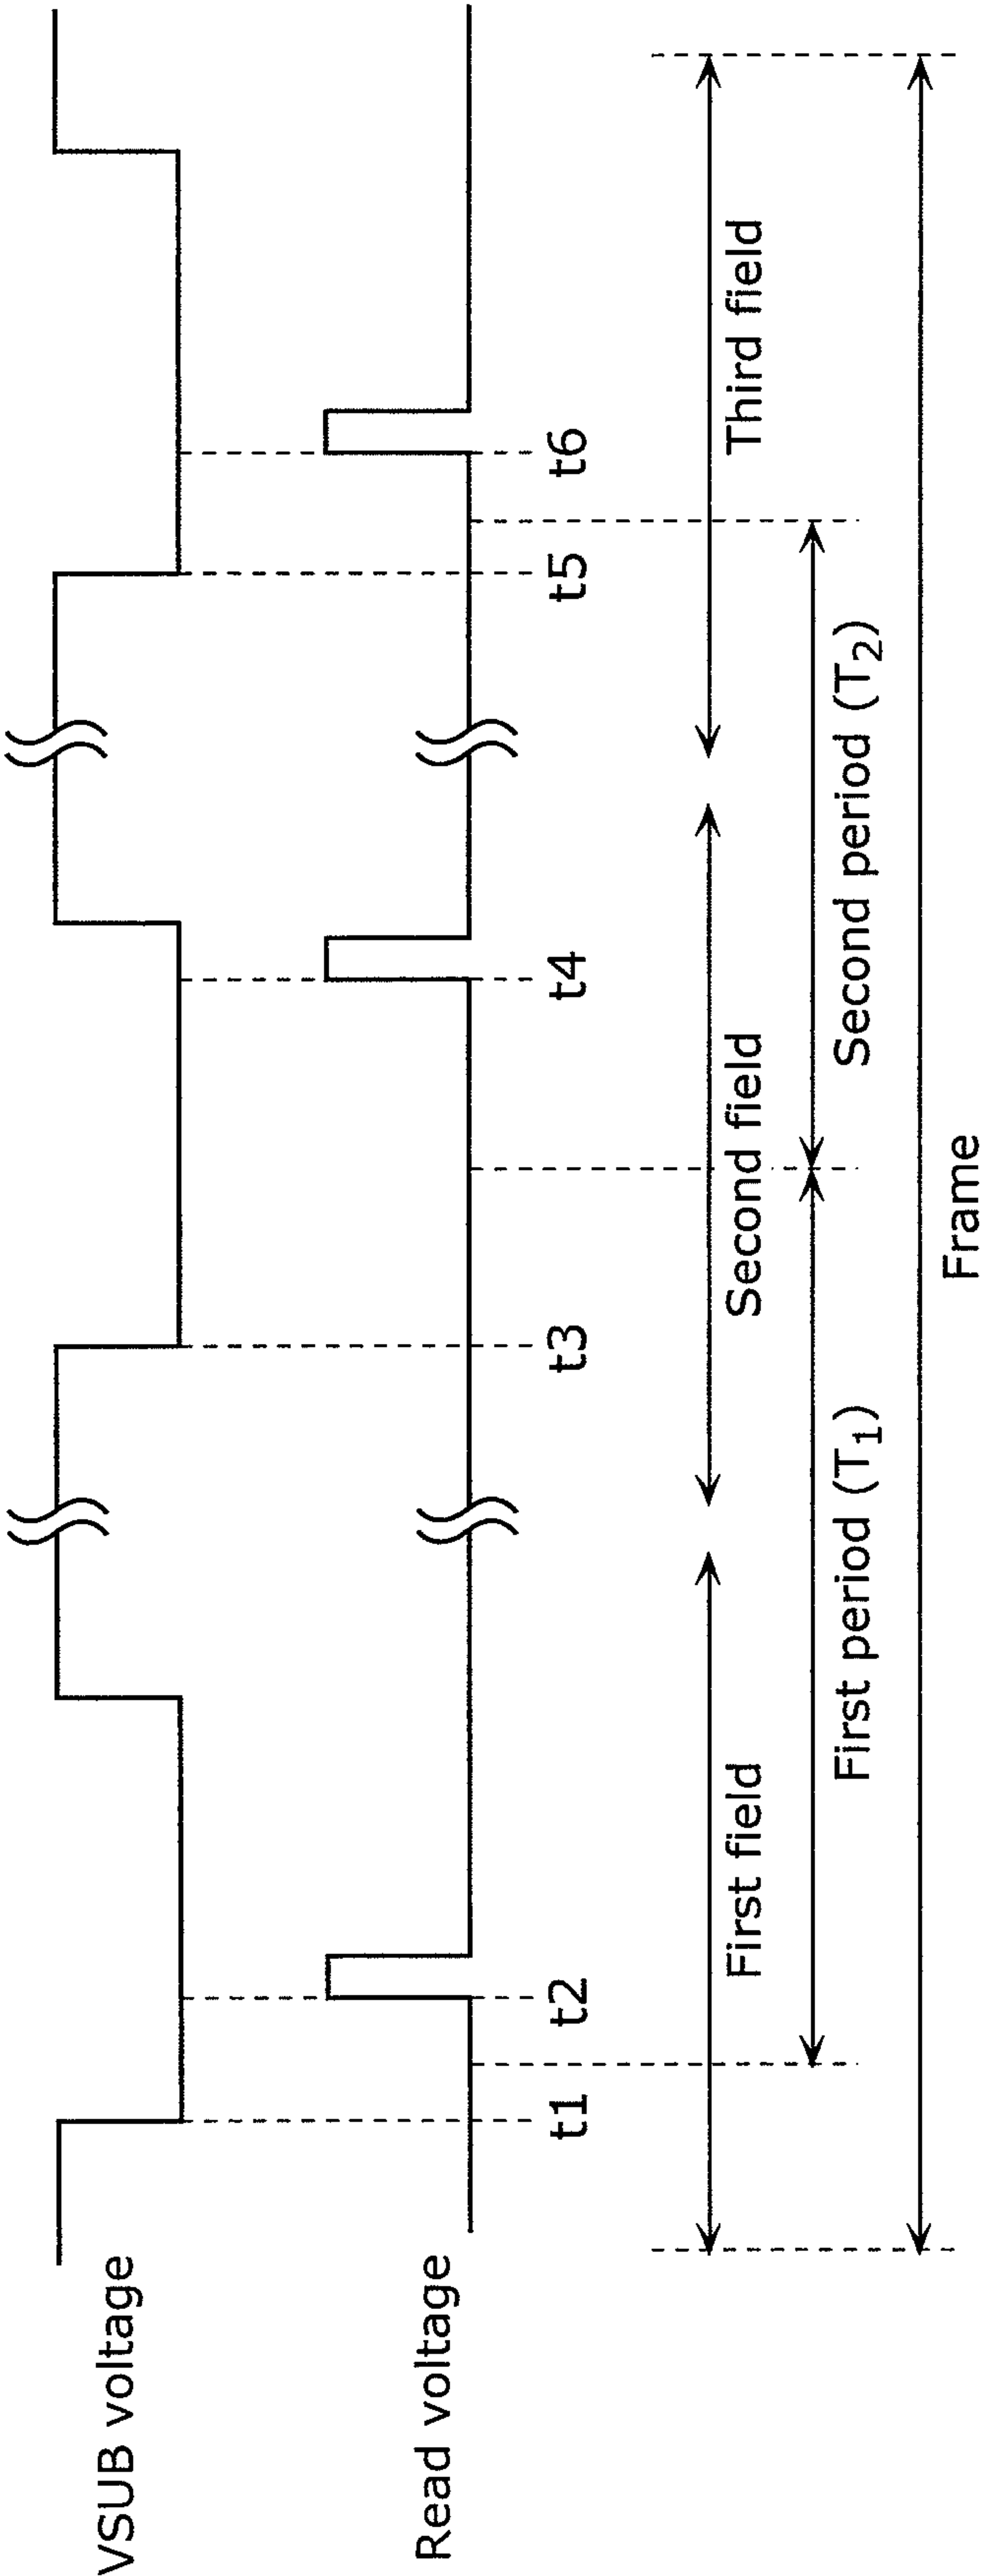 VSUB voltage
Read voltage
t1
t2
t3
t4
t5
t6
First field
Second field
Third field
First period (T1)
Second period (T2)
Frame